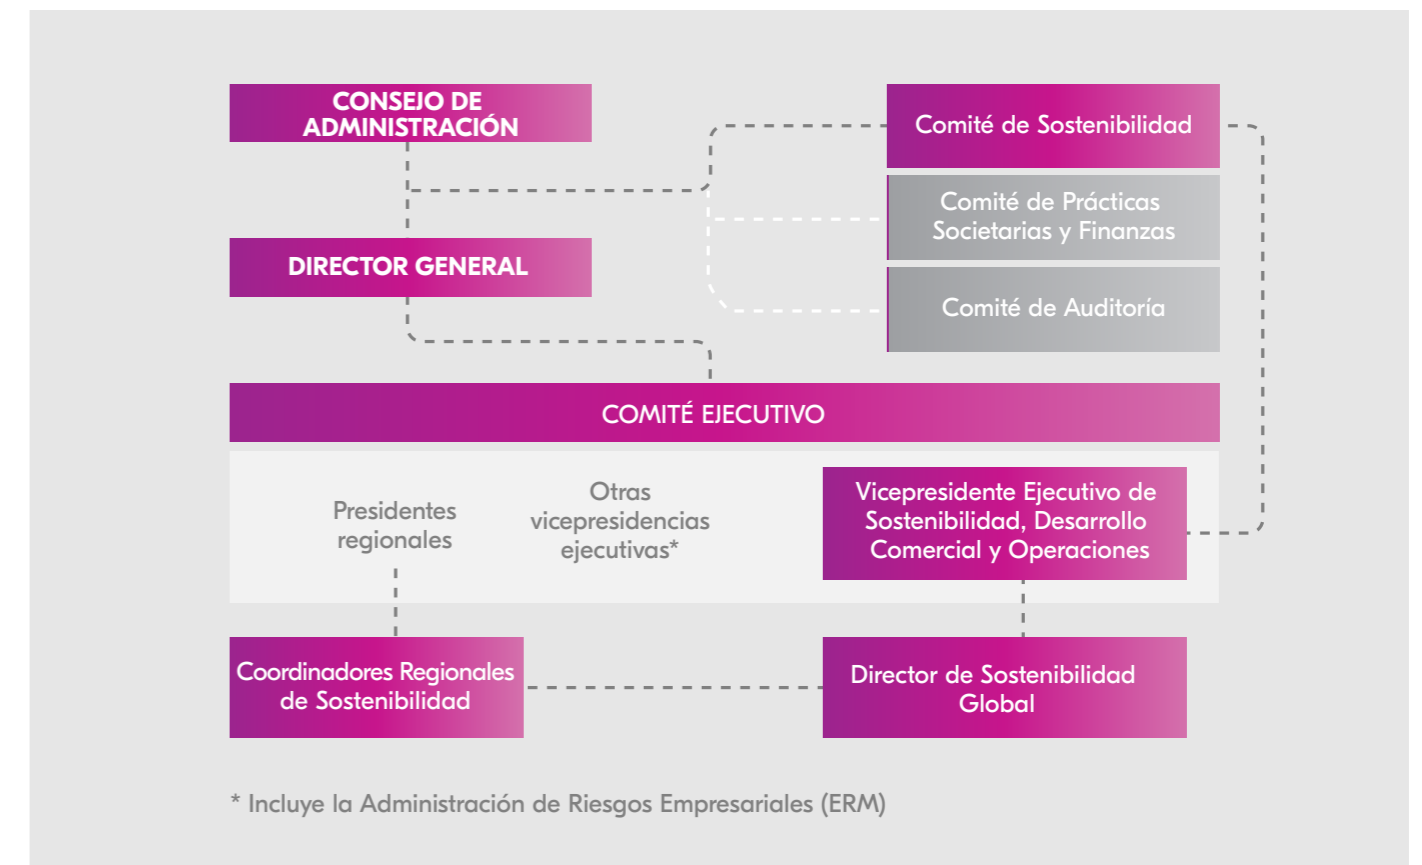 CONSEJO DE
ADMINISTRACIÓN
Comité de Sostenibilidad
Comité de Prácticas
Societarias y Finanzas
DIRECTOR GENERAL
Comité de Auditoría
COMITÉ EJECUTIVO
Presidentes
regionales
Otras
vicepresidencias
ejecutivas*
Vicepresidente Ejecutivo de
Sostenibilidad, Desarrollo
Comercial y Operaciones
Coordinadores Regionales
de Sostenibilidad
Director de Sostenibilidad
Global
* Incluye la Administración de Riesgos Empresariales (ERM)